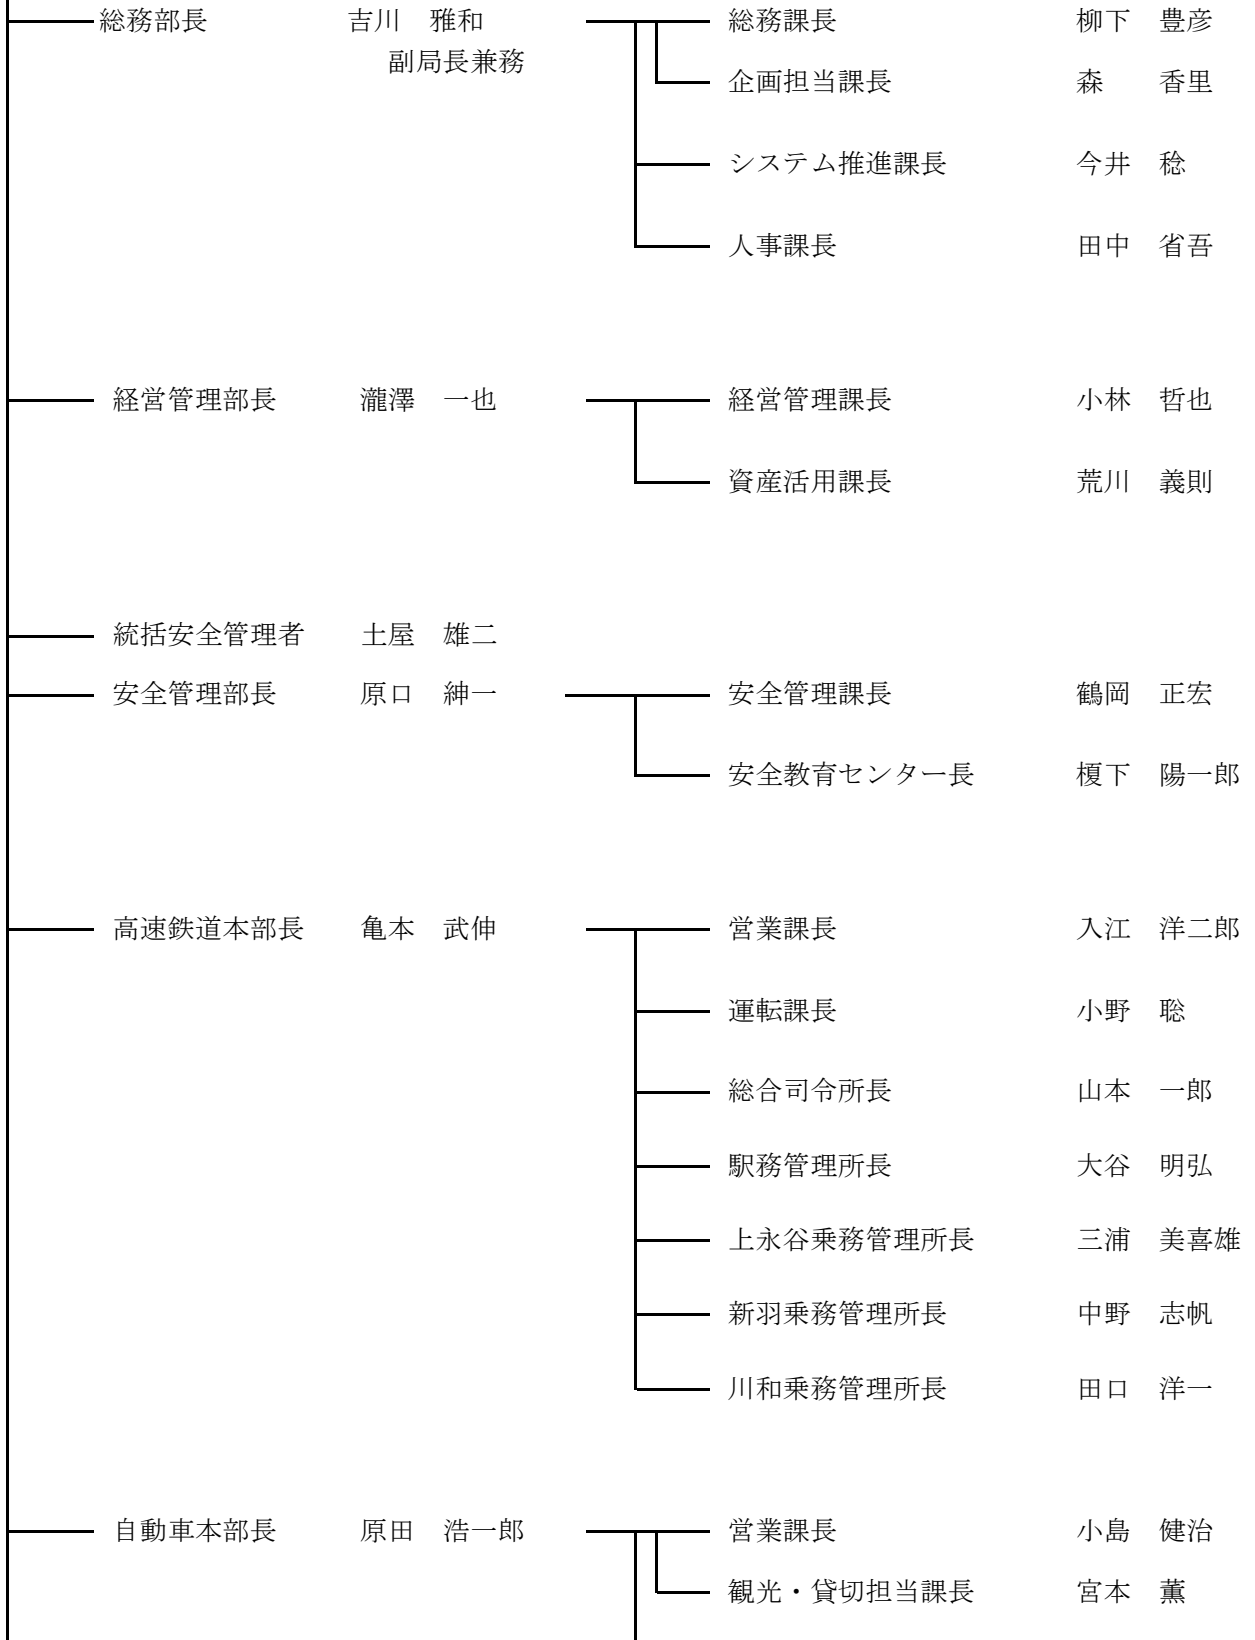 総務部長 吉川 雅和 総務課長 柳下 豊彦
副局長兼務
企画担当課長 森 香里
システム推進課長 今井 稔
人事課長 田中 省吾
経営管理部長 瀧澤 一也 経営管理課長 小林 哲也
資産活用課長 荒川 義則
統括安全管理者 土屋 雄二
安全管理部長 原口 紳一 安全管理課長 鶴岡 正宏
安全教育センター長 榎下 陽一郎
高速鉄道本部長 亀本 武伸 営業課長 入江 洋二郎
運転課長 小野 聡
総合司令所長 山本 一郎
駅務管理所長 大谷 明弘
上永谷乗務管理所長 三浦 美喜雄
新羽乗務管理所長 中野 志帆
川和乗務管理所長 田口 洋一
自動車本部長 原田 浩一郎 営業課長 小島 健治
観光・貸切担当課長 宮本 薫